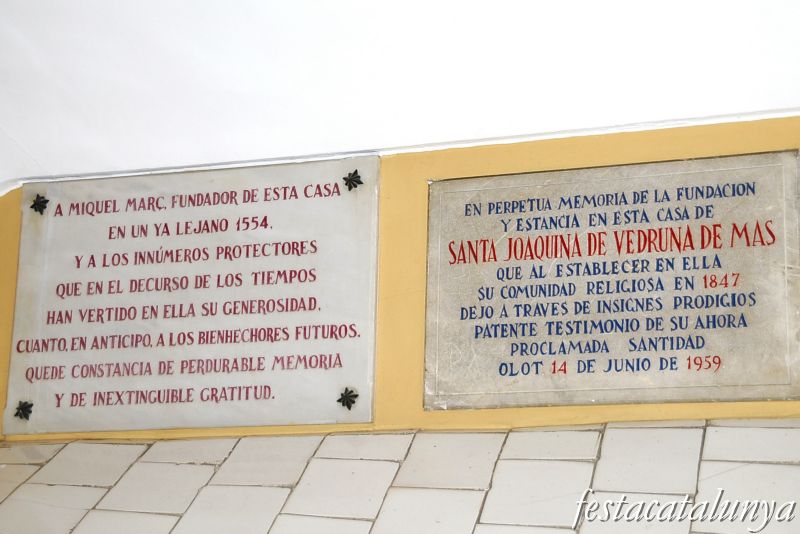 A MIQUEL MARÇ, FUNDADOR DE ESTA CASA
EN UN YA LEJANO 1554,
Y A LOS INNÚMEROS PROTECTORES
QUE EN EL DECURSO DE LOS TIEMPOS
HAN VERTIDO EN ELLA SU GENEROSIDAD,
CUANTO, EN ANTICIPO, A LOS BIENHECHORES FUTUROS.
QUEDE CONSTANCIA DE PERDURABLE MEMORIA
Y DE INEXTINGUIBLE GRATITUD.
EN PERPETUA MEMORIA DE LA FUNDACION
Y ESTANCIA EN ESTA CASA DE
SANTA JOAQUINA DE VEDRUNA DE MAS
QUE AL ESTABLECER EN ELLA
SU COMUNIDAD RELIGIOSA EN 1847
DEJO A TRAVES DE INSIGNES PRODIGIOS
PATENTE TESTIMONIO DE SU AHORA
PROCLAMADA SANTIDAD
OLOT 14 DE JUNIO DE 1959
festacatalunya